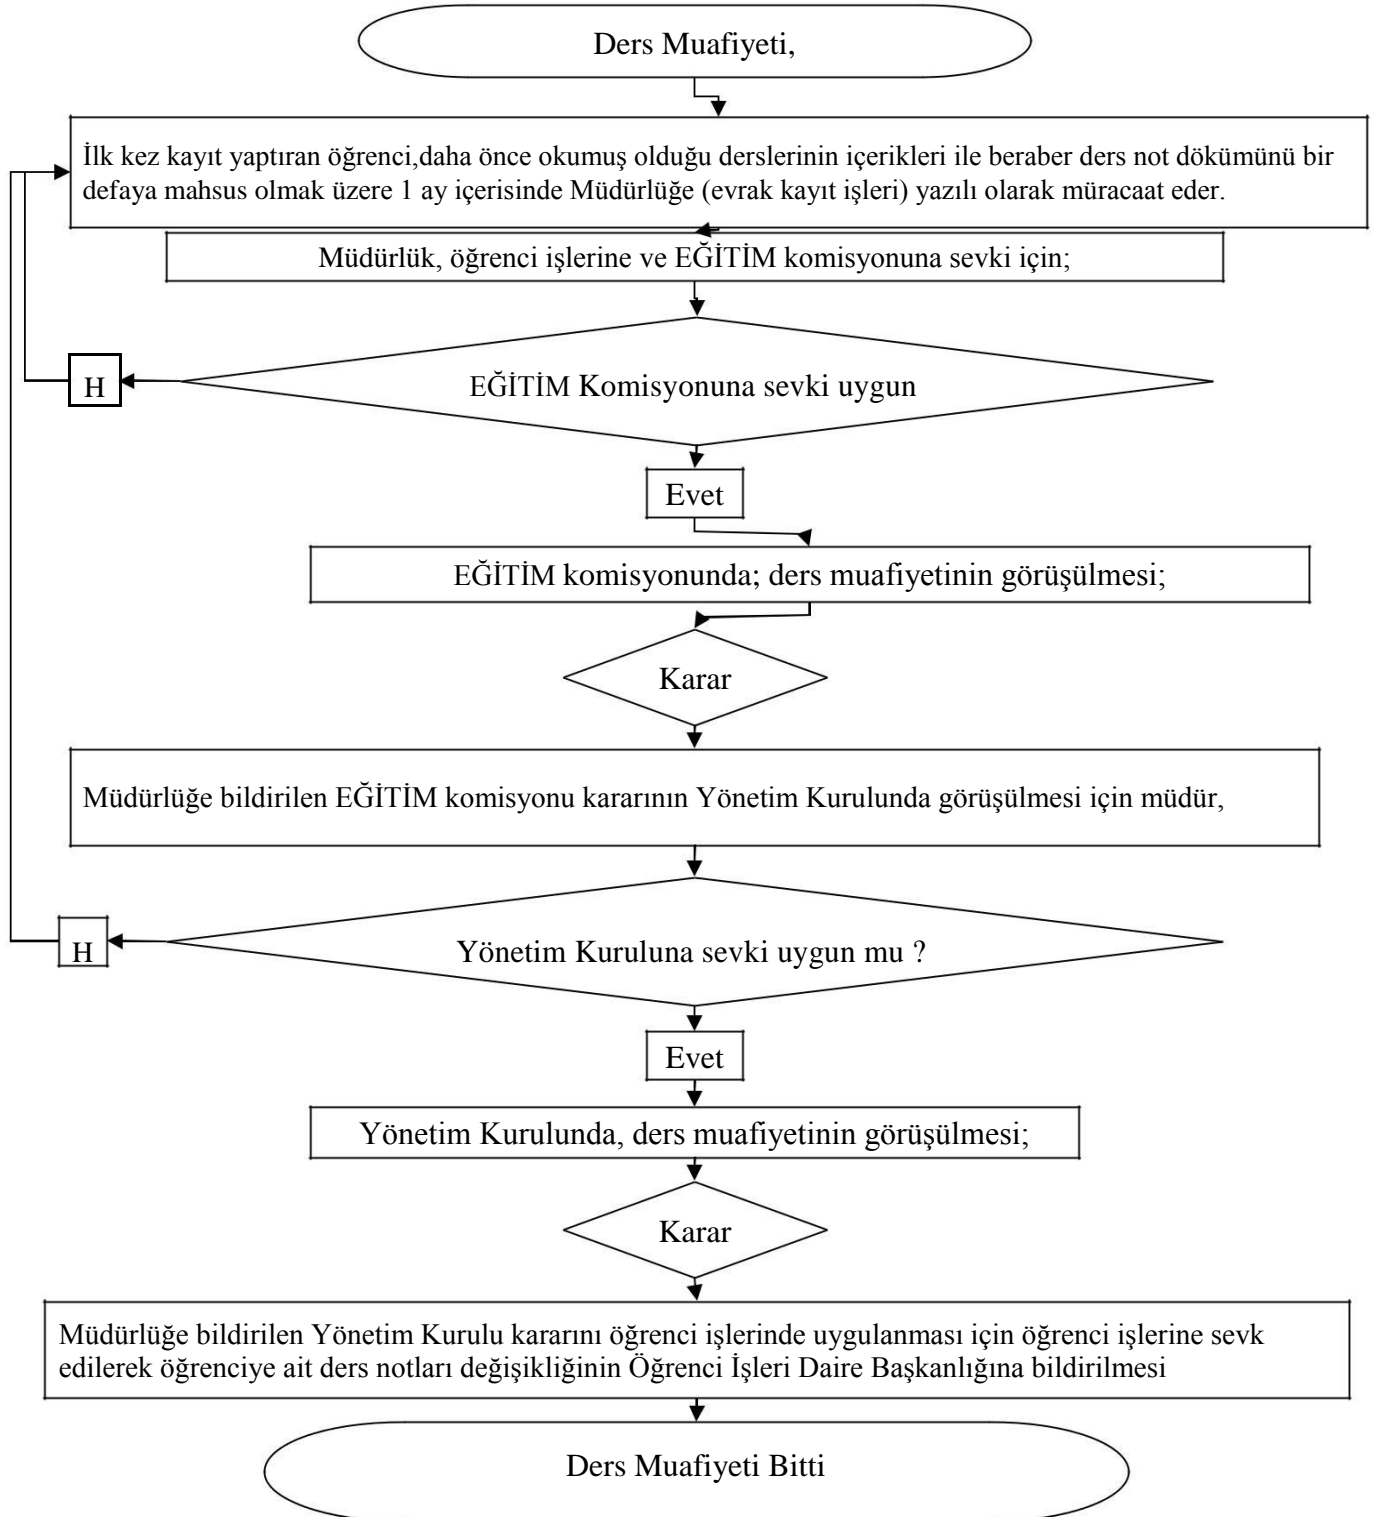 Ders Muafiyeti,
İlk kez kayıt yaptıran öğrenci,daha önce okumuş olduğu derslerinin içerikleri ile beraber ders not dökümünü bir
defaya mahsus olmak üzere 1 ay içerisinde Müdürlüğe (evrak kayıt işleri) yazılı olarak müracaat eder.
Müdürlük, öğrenci işlerine ve EĞİTİM komisyonuna sevki için;
H
EĞİTİM Komisyonuna sevki uygun
Evet
EĞİTİM komisyonunda; ders muafiyetinin görüşülmesi;
Karar
Müdürlüğe bildirilen EĞİTİM komisyonu kararının Yönetim Kurulunda görüşülmesi için müdür,
H
Yönetim Kuruluna sevki uygun mu ?
Evet
Yönetim Kurulunda, ders muafiyetinin görüşülmesi;
Karar
Müdürlüğe bildirilen Yönetim Kurulu kararını öğrenci işlerinde uygulanması için öğrenci işlerine sevk
edilerek öğrenciye ait ders notları değişikliğinin Öğrenci İşleri Daire Başkanlığına bildirilmesi
Ders Muafiyeti Bitti